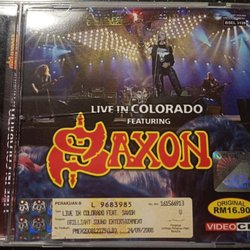 LIVE IN COLORADO
FEATURING
SAXON
PERAKUAN B
L 9683985
161566913
LIVE IN COLORADO FEAT. SAXON
BRILLIANT SOUND ENTERTAINMENT
24/09/2008
ORIGINAL
RM16.90
VIDEO